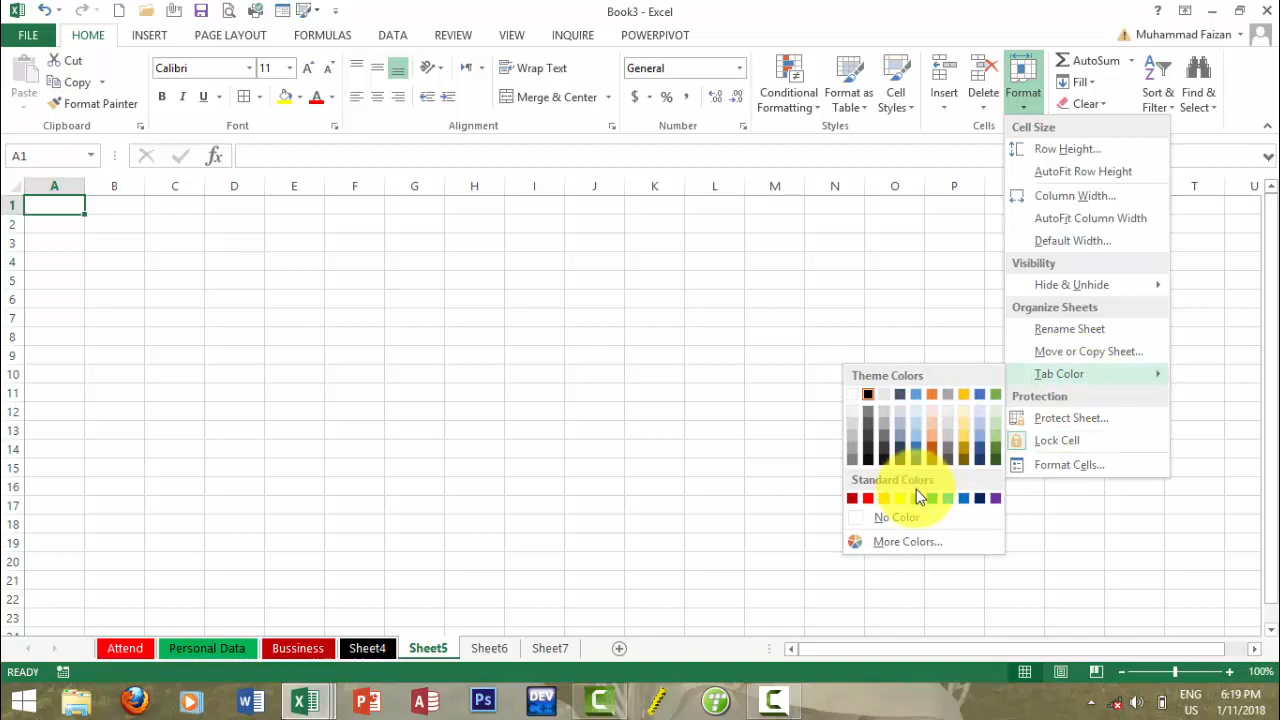 Book3 - Excel
FILE HOME INSERT PAGE LAYOUT FORMULAS DATA REVIEW VIEW INQUIRE POWERPIVOT Muhammad Faizan
Paste Cut Copy Format Painter
Calibri 11
B I U A
Wrap Text
Merge & Center
General
$ % ,
Conditional Formatting
Format as Table
Cell Styles
Insert Delete Format
AutoSum
Fill
Clear
Sort & Filter
Find & Select
Clipboard Font Alignment Number Styles Cells
A1 fx
A B C D E F G H I J K L M N O P T U
1
2
3
4
5
6
7
8
9
10
11
12
13
14
15
16
17
18
19
20
21
22
23
Cell Size
Row Height...
AutoFit Row Height
Column Width...
AutoFit Column Width
Default Width...
Visibility
Hide & Unhide
Organize Sheets
Rename Sheet
Move or Copy Sheet...
Tab Color
Protection
Protect Sheet...
Lock Cell
Format Cells...
Theme Colors
Standard Colors
No Color
More Colors...
Attend Personal Data Bussiness Sheet4 Sheet5 Sheet6 Sheet7
READY 100%
ENG 6:19 PM
US 1/11/2018